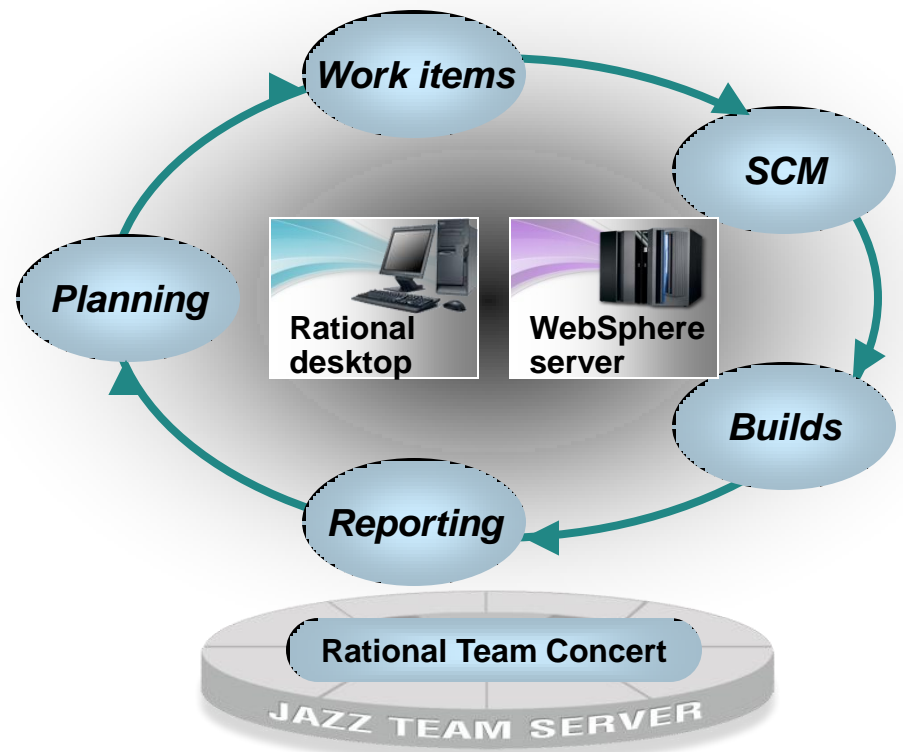 Work items
SCM
Planning
Rational
desktop
WebSphere
server
Builds
Reporting
Rational Team Concert
JAZZ TEAM SERVER